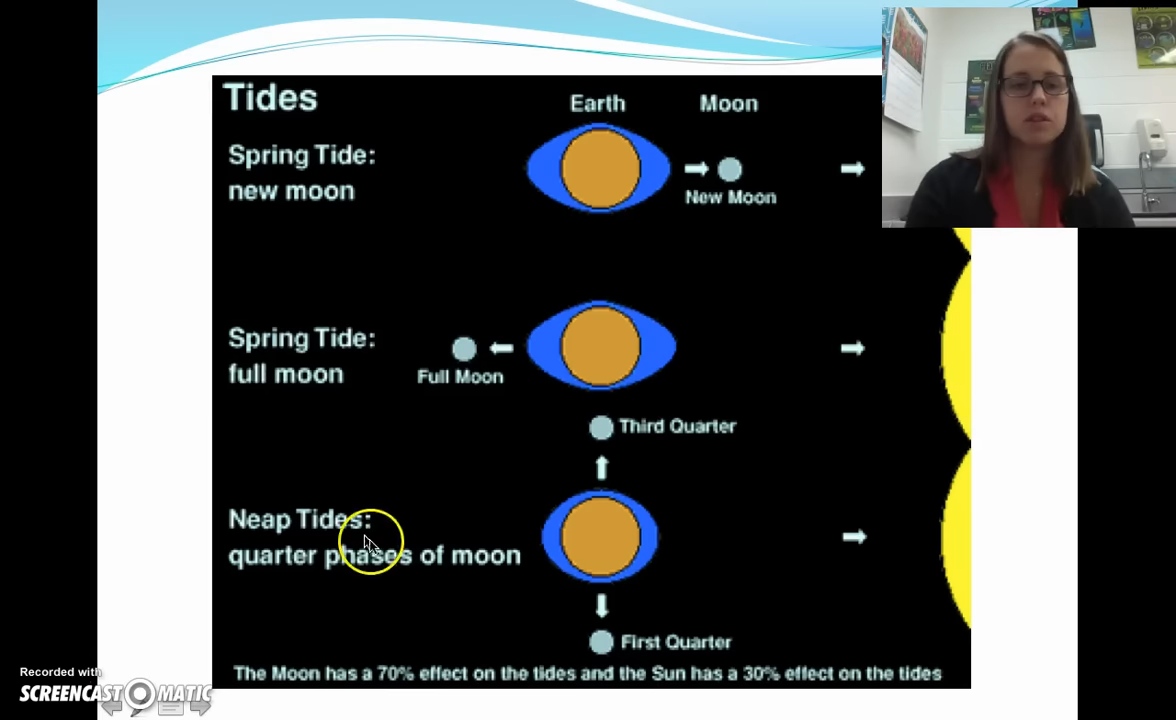 Tides
Earth
Moon
Spring Tide:
new moon
New Moon
Spring Tide:
full moon
Full Moon
Third Quarter
Neap Tides:
quarter phases of moon
First Quarter
The Moon has a 70% effect on the tides and the Sun has a 30% effect on the tides
Recorded with
SCREENCAST-O-MATIC